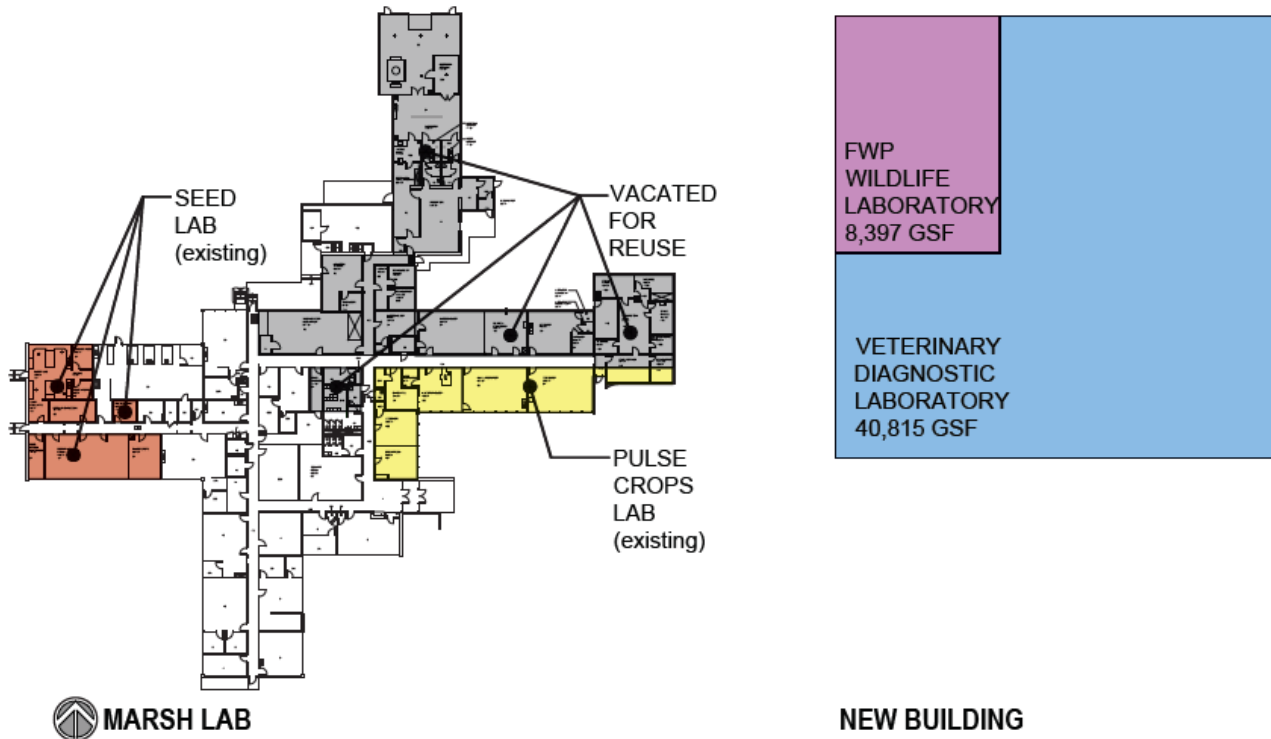 SEED
LAB
(existing)
VACATED
FOR
REUSE
PULSE
CROPS
LAB
(existing)
MARSH LAB
FWP
WILDLIFE
LABORATORY
8,397 GSF
VETERINARY
DIAGNOSTIC
LABORATORY
40,815 GSF
NEW BUILDING